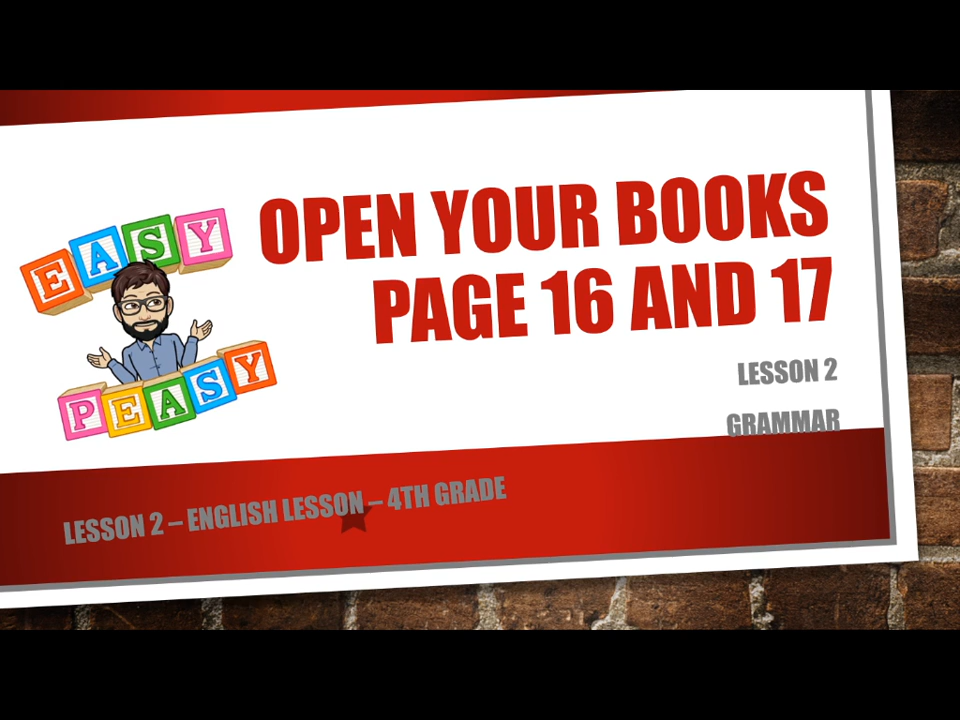 EASY
PEASY
OPEN YOUR BOOKS
PAGE 16 AND 17
LESSON 2
GRAMMAR
LESSON 2 – ENGLISH LESSON – 4TH GRADE